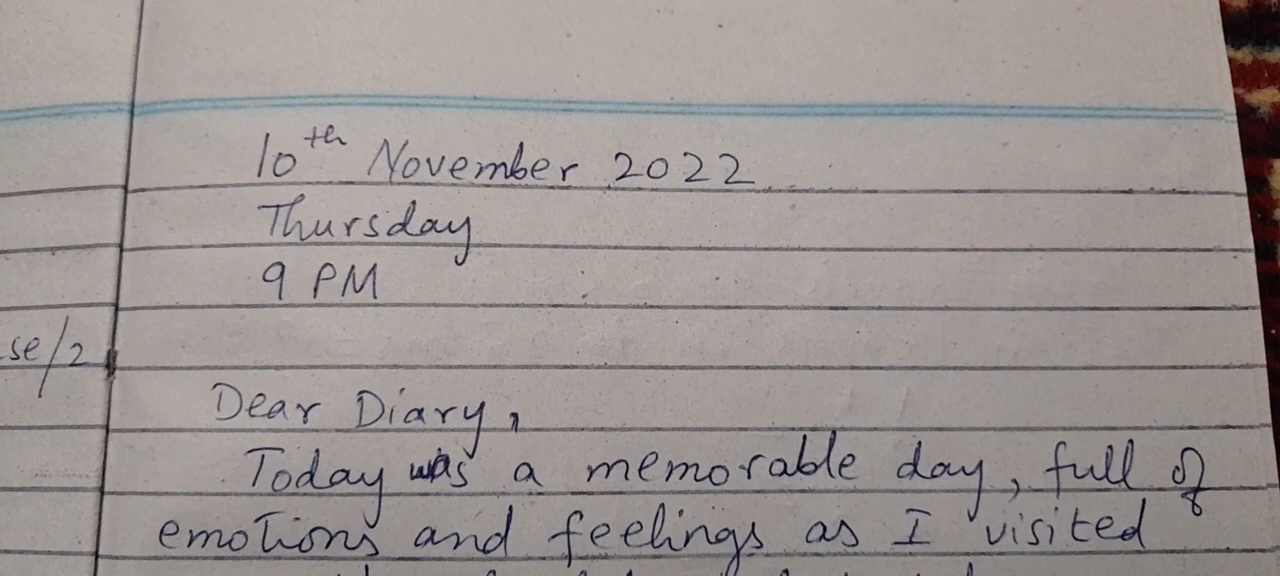 10th November 2022
Thursday
9 PM
se/2
Dear Diary,
Today was a memorable day, full of
emotions and feelings as I visited